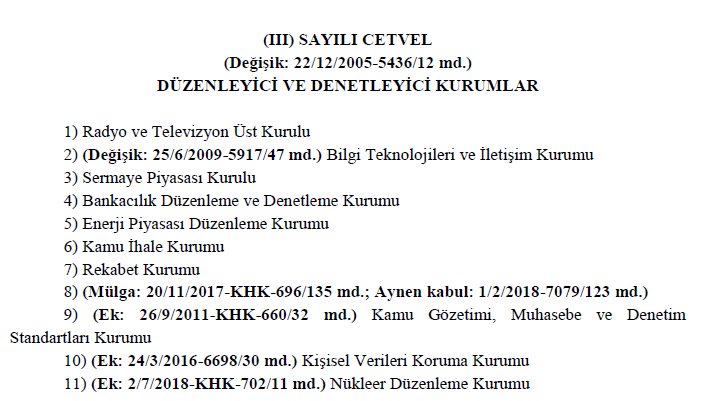 (III) SAYILI CETVEL
(Değişik: 22/12/2005-5436/12 md.)
DÜZENLEYİCİ VE DENETLEYİCİ KURUMLAR
1) Radyo ve Televizyon Üst Kurulu
2) (Değişik: 25/6/2009-5917/47 md.) Bilgi Teknolojileri ve İletişim Kurumu
3) Sermaye Piyasası Kurulu
4) Bankacılık Düzenleme ve Denetleme Kurumu
5) Enerji Piyasası Düzenleme Kurumu
6) Kamu İhale Kurumu
7) Rekabet Kurumu
8) (Mülga: 20/11/2017-KHK-696/135 md.; Aynen kabul: 1/2/2018-7079/123 md.)
9) (Ek: 26/9/2011-KHK-660/32 md.) Kamu Gözetimi, Muhasebe ve Denetim
Standartları Kurumu
10) (Ek: 24/3/2016-6698/30 md.) Kişisel Verileri Koruma Kurumu
11) (Ek: 2/7/2018-KHK-702/11 md.) Nükleer Düzenleme Kurumu